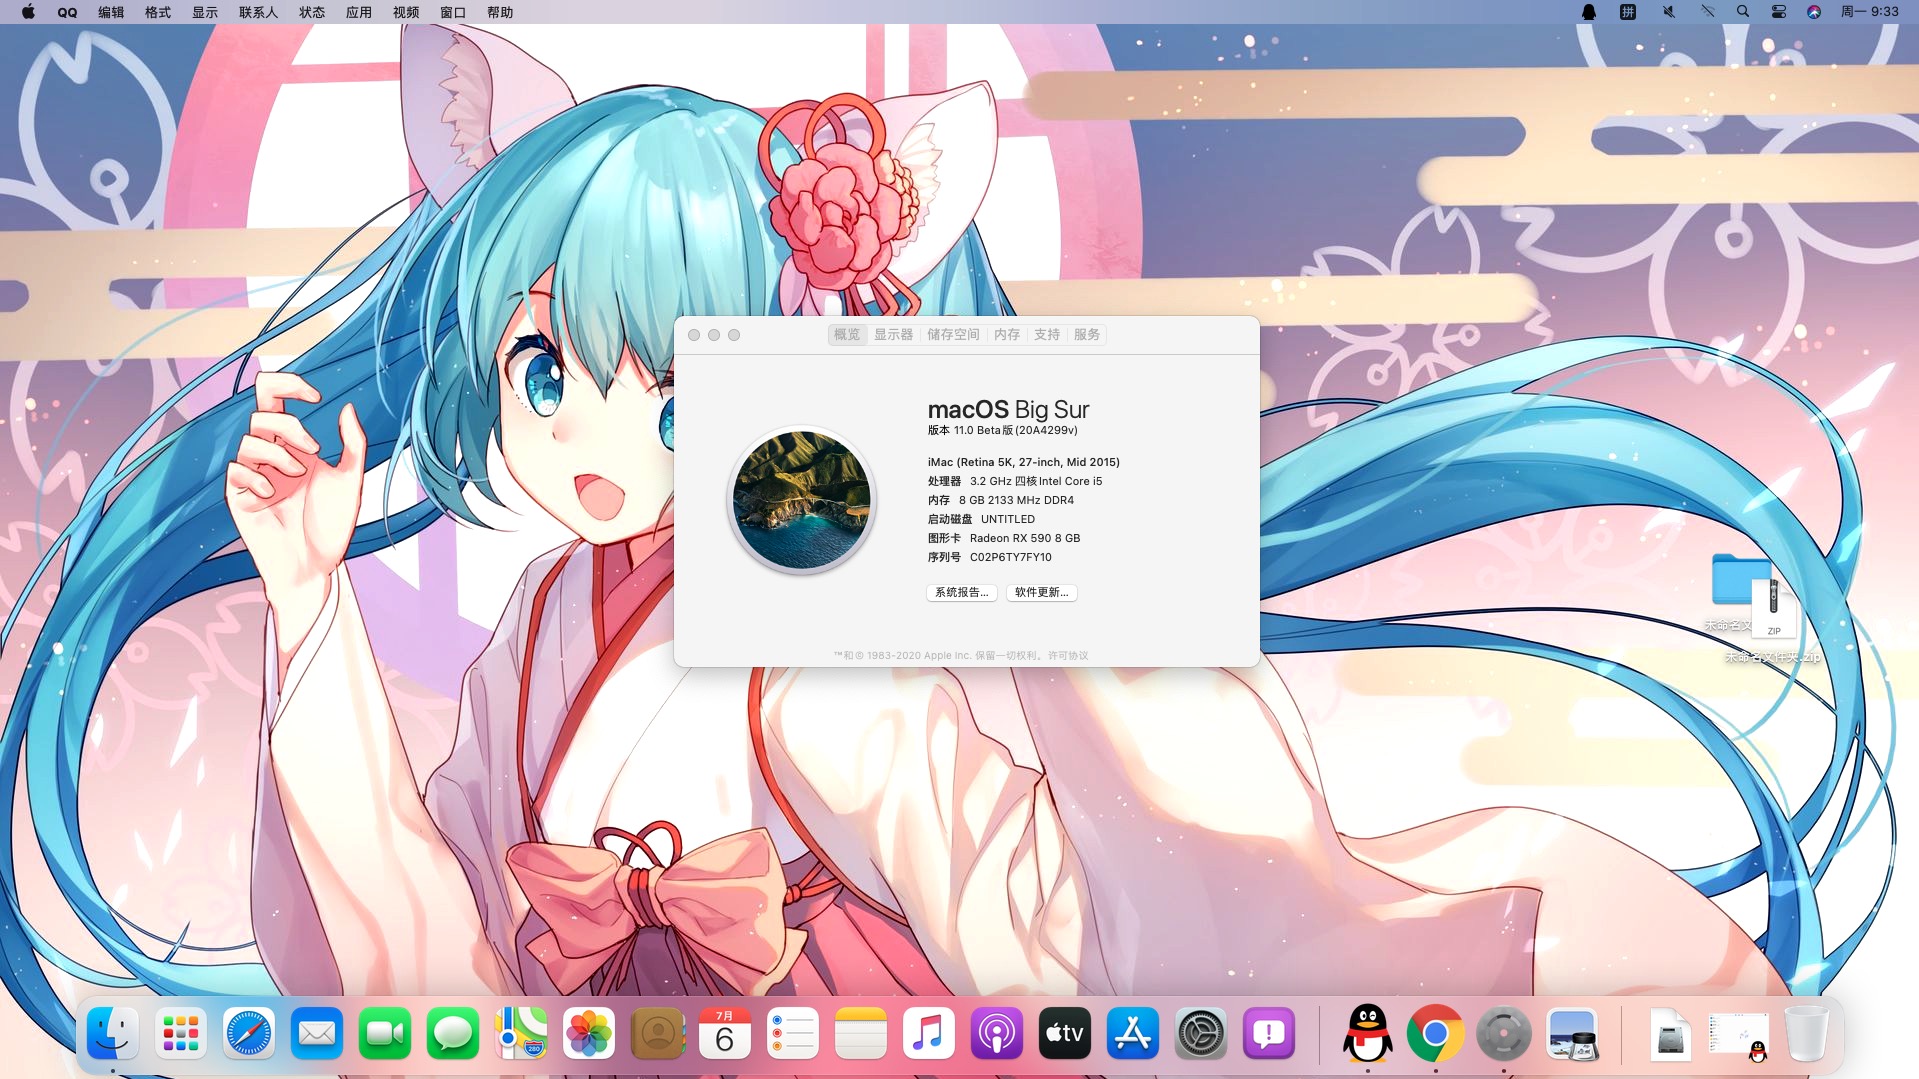 QQ 编辑 格式 显示 联系人 状态 应用 视频 窗口 帮助 拼 周一 9:33
概览 显示器 储存空间 内存 支持 服务
macOS Big Sur
版本 11.0 Beta版 (20A4299v)
iMac (Retina 5K, 27-inch, Mid 2015)
处理器 3.2 GHz 四核Intel Core i5
内存 8 GB 2133 MHz DDR4
启动磁盘 UNTITLED
图形卡 Radeon RX 590 8 GB
序列号 C02P6TY7FY10
系统报告... 软件更新...
™和© 1983-2020 Apple Inc. 保留一切权利。许可协议
未命名文
ZIP
未命名文件夹.zip
7月
6
280
tv